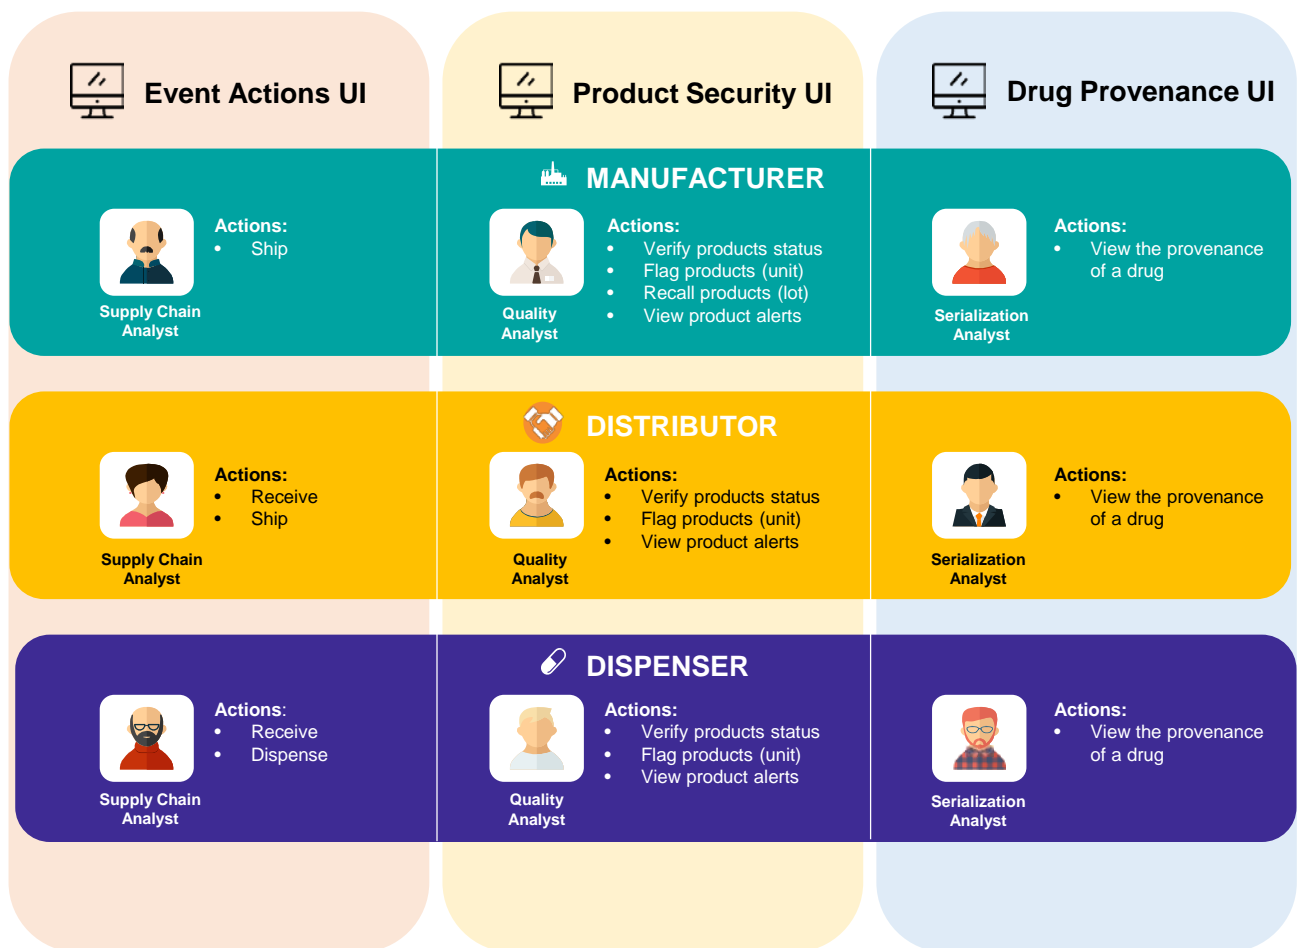 Event Actions UI
Product Security UI
Drug Provenance UI
MANUFACTURER
Actions:
• Ship
Supply Chain
Analyst
Actions:
• Verify products status
• Flag products (unit)
• Recall products (lot)
• View product alerts
Quality
Analyst
Actions:
• View the provenance
of a drug
Serialization
Analyst
DISTRIBUTOR
Actions:
• Receive
• Ship
Supply Chain
Analyst
Actions:
• Verify products status
• Flag products (unit)
• View product alerts
Quality
Analyst
Actions:
• View the provenance
of a drug
Serialization
Analyst
DISPENSER
Actions:
• Receive
• Dispense
Supply Chain
Analyst
Actions:
• Verify products status
• Flag products (unit)
• View product alerts
Quality
Analyst
Actions:
• View the provenance
of a drug
Serialization
Analyst